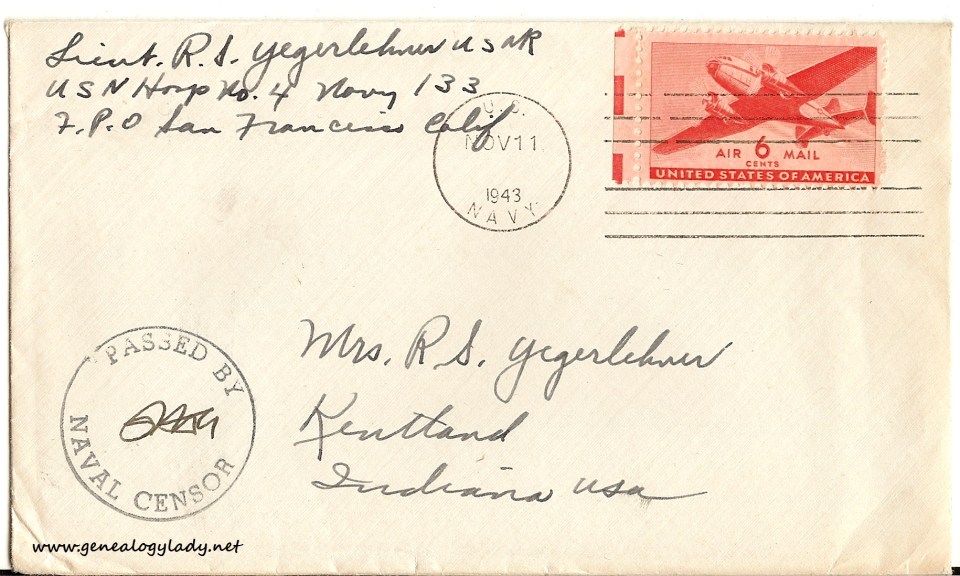 Lieut. R. S. Yegerlehner USNR
USN Hosp No. 4 Navy 133
F.P.O San Francisco Calif
U.S.
NOV 11
1943
NAVY
AIR 6 MAIL
CENTS
UNITED STATES OF AMERICA
Mrs. R S. Yegerlehner
Kentland
Indiana USA
PASSED BY
NAVAL CENSOR
www.genealogylady.net